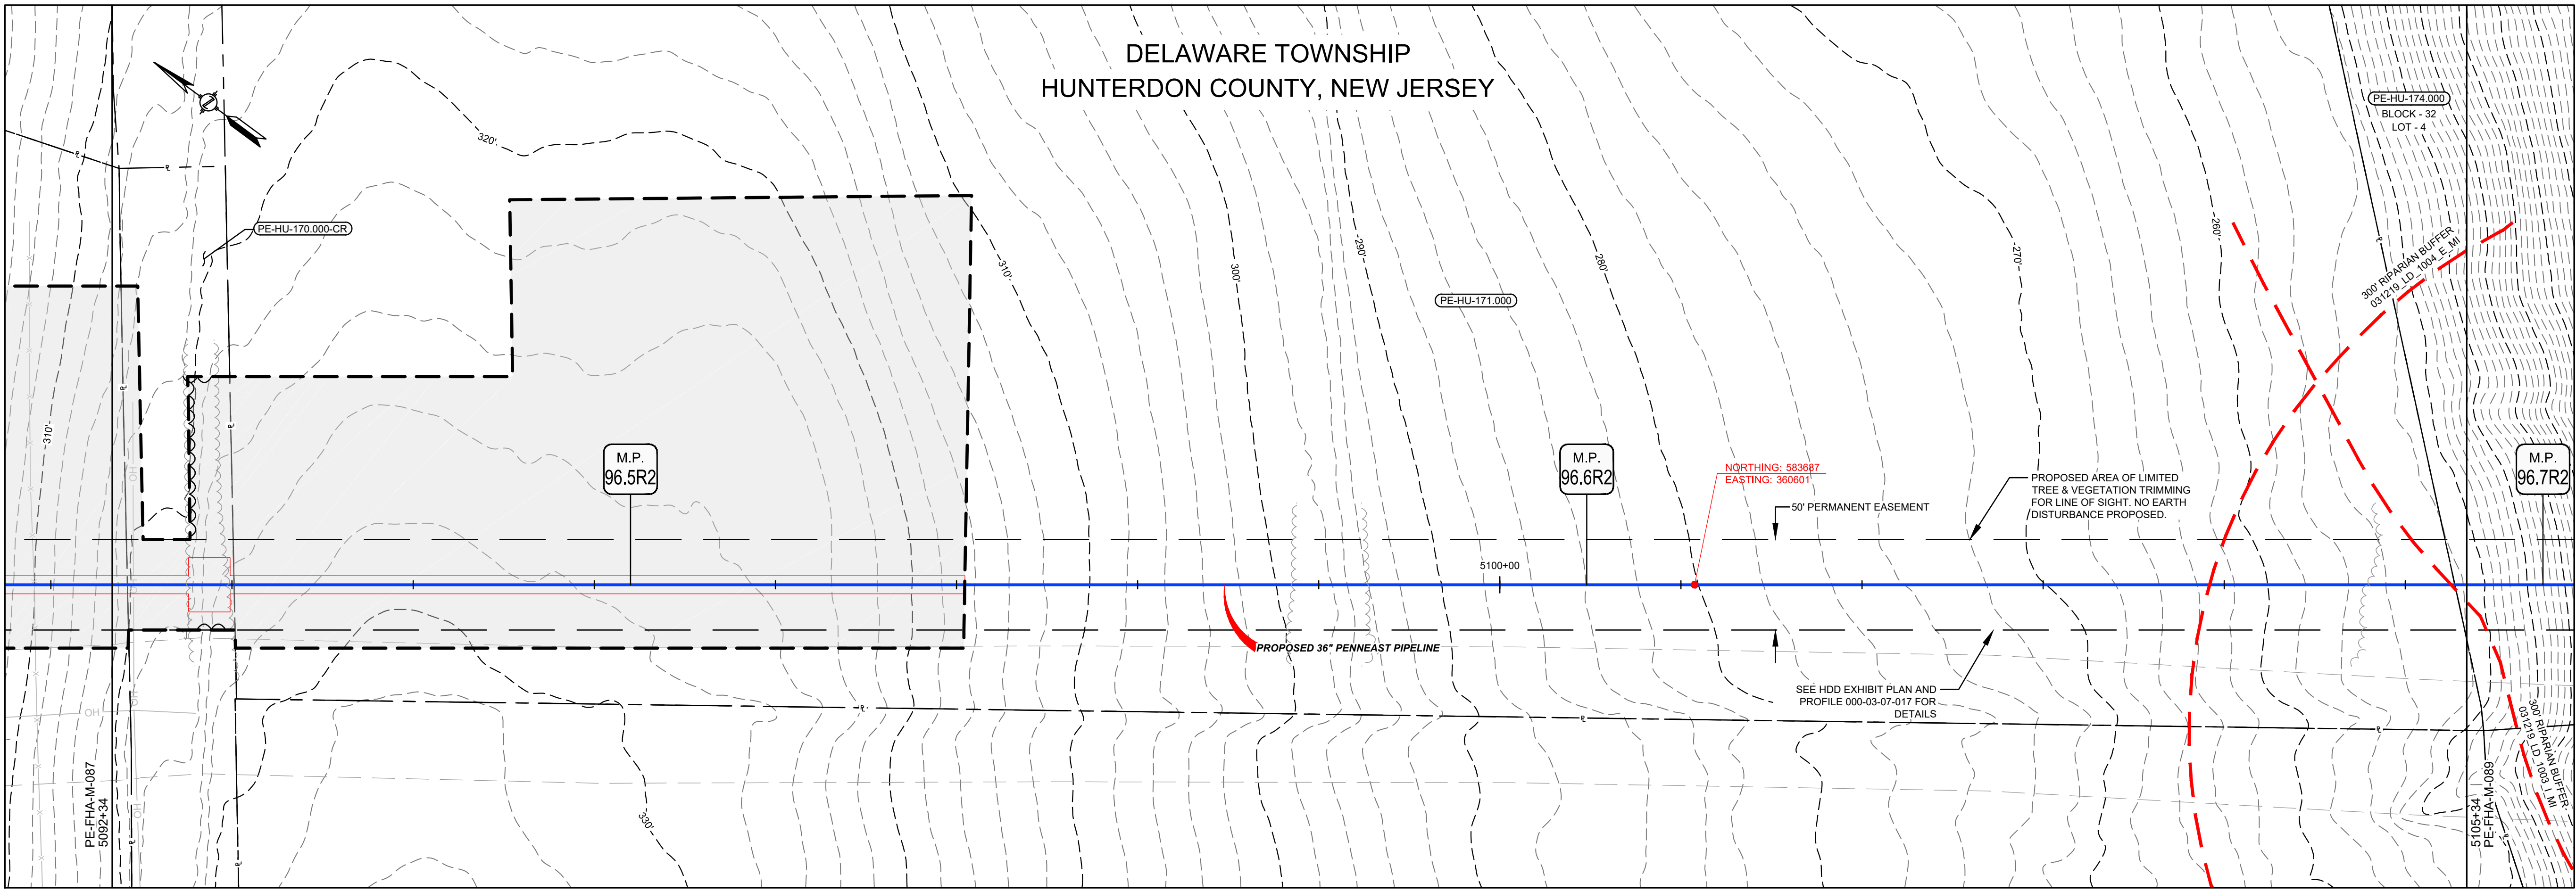 DELAWARE TOWNSHIP
HUNTERDON COUNTY, NEW JERSEY
PE-HU-174.000
BLOCK - 32
LOT - 4
320'
PE-HU-170.000-CR
310'
300'
290'
280'
270'
260'
300' RIPARIAN BUFFER
031219_LD_1004_E_MI
PE-HU-171.000
310'
M.P.
96.5R2
M.P.
96.6R2
M.P.
96.7R2
NORTHING: 583687
EASTING: 360601
50' PERMANENT EASEMENT
PROPOSED AREA OF LIMITED
TREE & VEGETATION TRIMMING
FOR LINE OF SIGHT. NO EARTH
DISTURBANCE PROPOSED.
5100+00
PROPOSED 36" PENNEAST PIPELINE
SEE HDD EXHIBIT PLAN AND
PROFILE 000-03-07-017 FOR
DETAILS
OH
OH
OH
OH
330'
PE-FHA-M-087
5092+34
5105+34
PE-FHA-M-089
300' RIPARIAN BUFFER
031219_LD_1003_I_MI